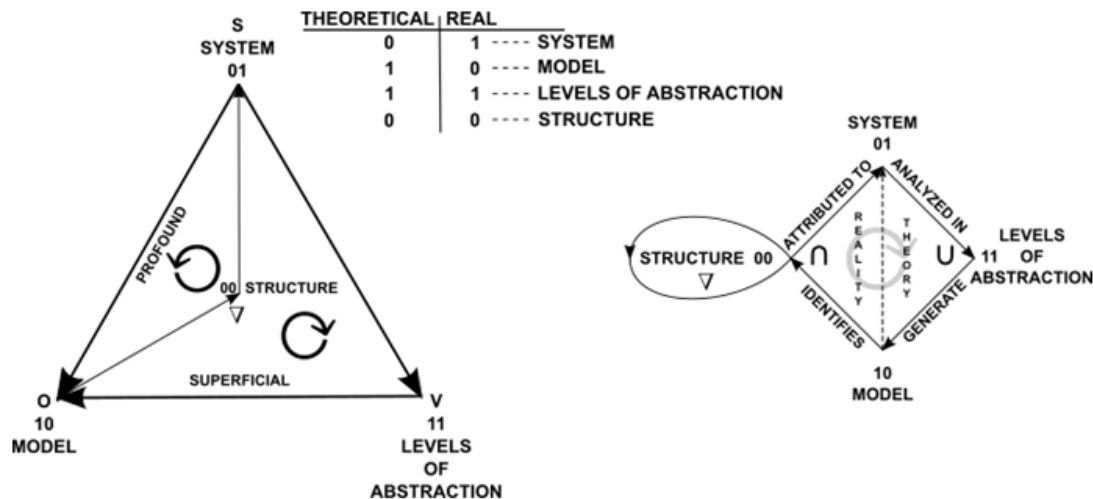 S
SYSTEM
01
THEORETICAL REAL
0 1 ---- SYSTEM
1 0 ---- MODEL
1 1 ---- LEVELS OF ABSTRACTION
0 0 ---- STRUCTURE
PROFOUND
00 STRUCTURE
▽
SUPERFICIAL
O
10
MODEL
V
11
LEVELS
OF
ABSTRACTION
SYSTEM
01
ATTRIBUTED TO
ANALYZED IN
STRUCTURE 00
▽
∩
REALITY
THEORY
∪
11 LEVELS
OF
ABSTRACTION
IDENTIFIES
GENERATE
10
MODEL